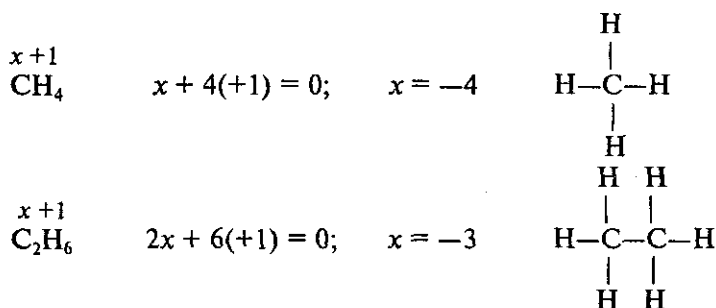 x +1
CH₄ x + 4(+1) = 0; x = —4
H
H—C—H
H
x +1
C₂H₆ 2x + 6(+1) = 0; x = —3
H H
H—C—C—H
H H